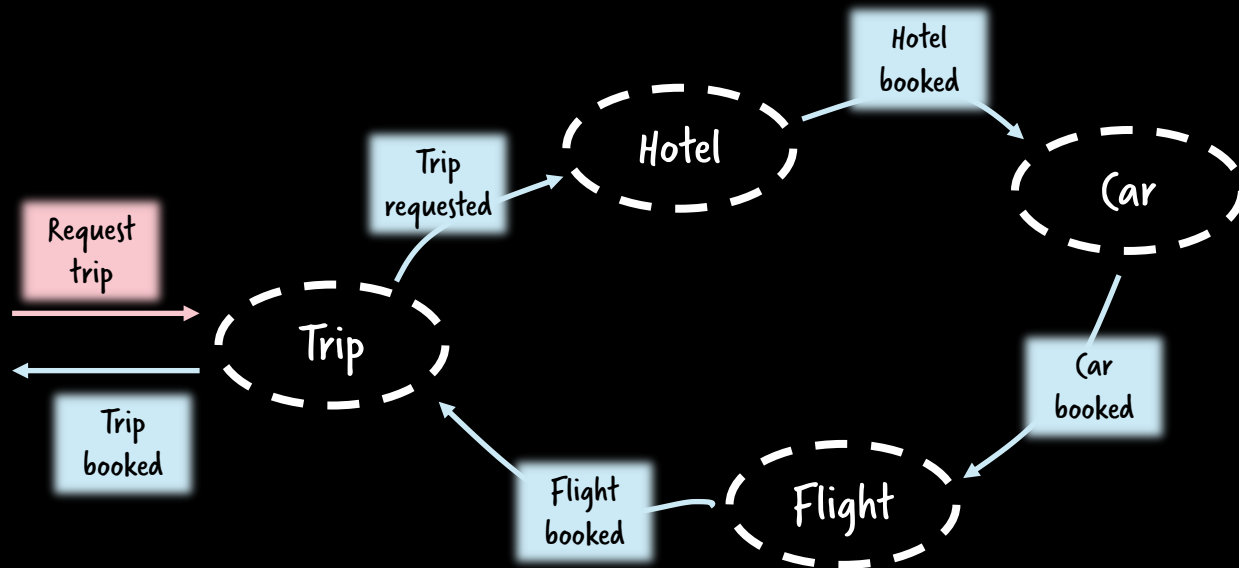 Hotel
booked
Hotel
Trip
requested
Car
Request
trip
Trip
Car
booked
Trip
booked
Flight
Flight
booked